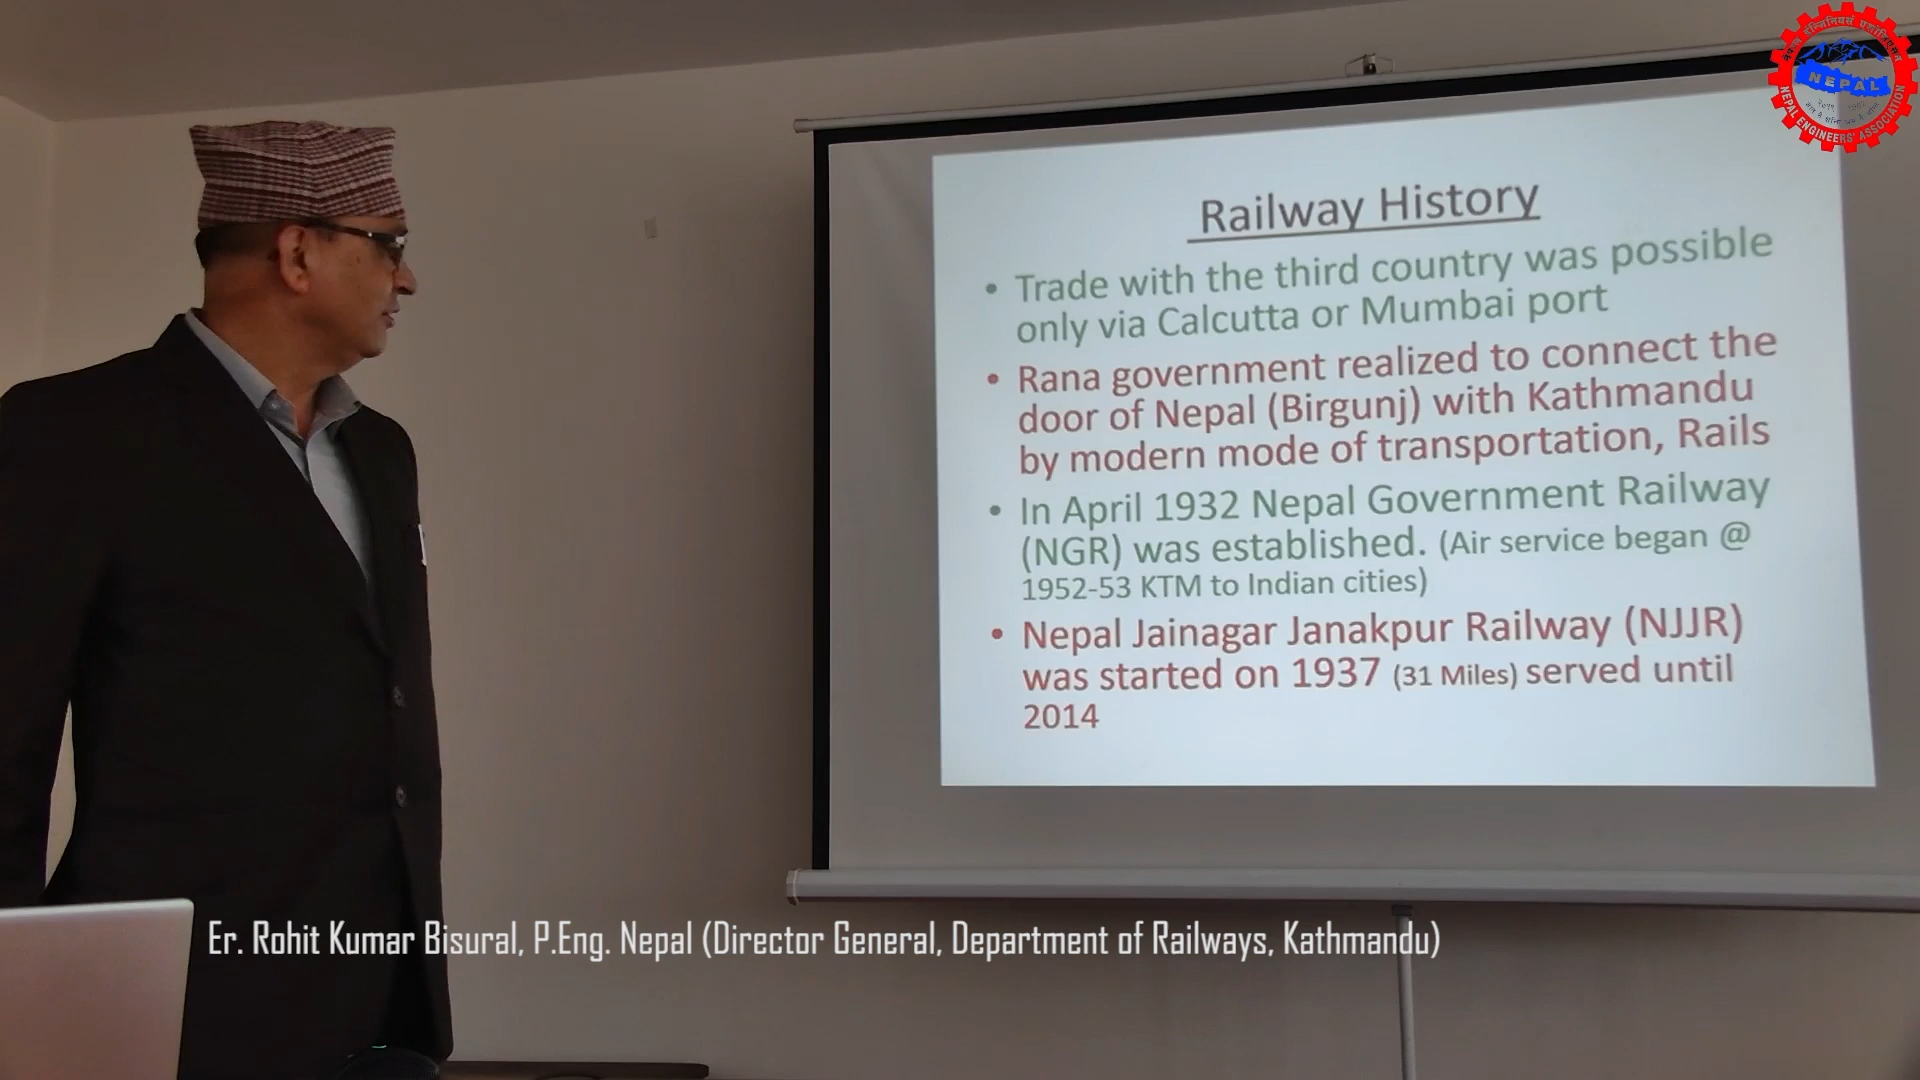 NEPAL
NEPAL ENGINEERS' ASSOCIATION
Railway History
• Trade with the third country was possible
only via Calcutta or Mumbai port
• Rana government realized to connect the
door of Nepal (Birgunj) with Kathmandu
by modern mode of transportation, Rails
• In April 1932 Nepal Government Railway
(NGR) was established. (Air service began @
1952-53 KTM to Indian cities)
• Nepal Jainagar Janakpur Railway (NJJR)
was started on 1937 (31 Miles) served until
2014
Er. Rohit Kumar Bisural, P.Eng. Nepal (Director General, Department of Railways, Kathmandu)